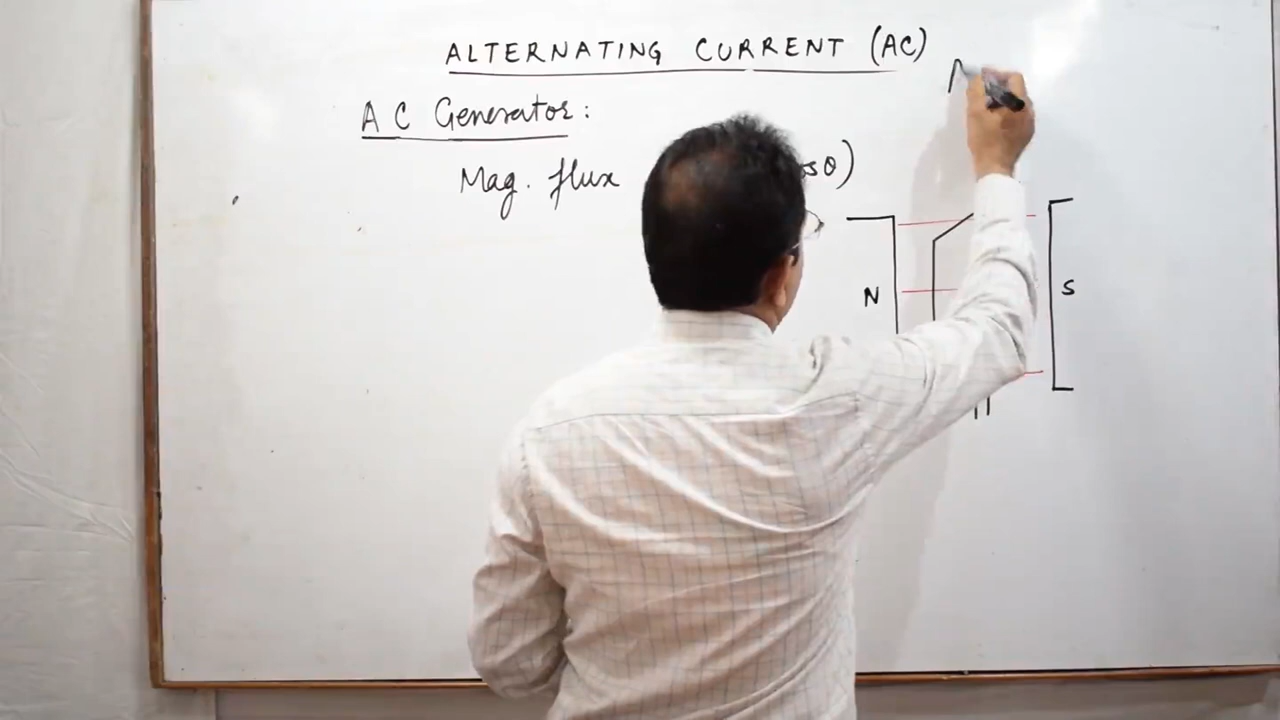 ALTERNATING CURRENT (AC)
A C Generator:
Mag. flux θ)
N
S